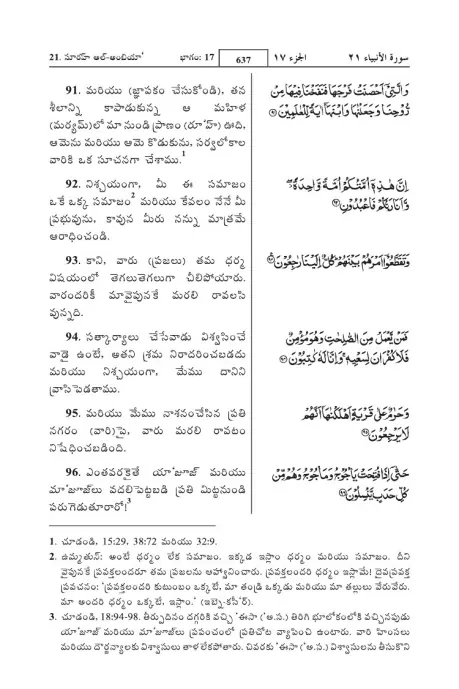 21. సూరహ్ అల్-అంబియా' భాగం: 17 637 الجزء ١٧ سورة الأنبياء ٢١
91. మరియు (జ్ఞాపకం చేసుకోండి), తన
శీలాన్ని కాపాడుకున్న ఆ మహిళ
(మర్యమ్)లో మా నుండి ప్రాణం (రూ'హ్) ఊది,
ఆమెను మరియు ఆమె కొడుకును, సర్వలోకాల
వారికి ఒక సూచనగా చేశాము.1
وَالَّتِي أَحْصَنَتْ فَرْجَهَا فَنَفَخْنَا فِيهَا مِنْ
رُّوحِنَا وَجَعَلْنَاهَا وَابْنَهَا آيَةً لِّلْعَالَمِينَ ۝٩١
92. నిశ్చయంగా, మీ ఈ సమాజం
ఒకే ఒక్క సమాజం2 మరియు కేవలం నేనే మీ
ప్రభువును, కావున మీరు నన్ను మాత్రమే
ఆరాధించండి.
إِنَّ هَٰذِهِ أُمَّتُكُمْ أُمَّةً وَاحِدَةً
وَأَنَا رَبُّكُمْ فَاعْبُدُونِ ۝٩٢
93. కాని, వారు (ప్రజలు) తమ ధర్మ
విషయంలో తెగలుతెగలుగా చీలిపోయారు.
వారందరికీ మావైపునకే మరలి రావలసి
వున్నది.
وَتَقَطَّعُوا أَمْرَهُم بَيْنَهُمْ كُلٌّ إِلَيْنَا رَاجِعُونَ ۝٩٣
94. సత్కార్యాలు చేసేవాడు విశ్వసించే
వాడై ఉంటే, అతని శ్రమ నిరాదరించబడదు
మరియు నిశ్చయంగా, మేము దానిని
వ్రాసిపెడతాము.
فَمَن يَعْمَلْ مِنَ الصَّالِحَاتِ وَهُوَ مُؤْمِنٌ
فَلَا كُفْرَانَ لِسَعْيِهِ وَإِنَّا لَهُ كَاتِبُونَ ۝٩٤
95. మరియు మేము నాశనంచేసిన ప్రతి
నగరం (వారి)పై, వారు మరలి రావటం
నిషేధించబడింది.
وَحَرَامٌ عَلَىٰ قَرْيَةٍ أَهْلَكْنَاهَا أَنَّهُمْ
لَا يَرْجِعُونَ ۝٩٥
96. ఎంతవరకైతే యా'జూజ్ మరియు
మా'జూజ్‌లు వదలిపెట్టబడి ప్రతి మిట్టనుండి
పరుగెడుతూరారో!3
حَتَّىٰ إِذَا فُتِحَتْ يَأْجُوجُ وَمَأْجُوجُ وَهُم مِّن
كُلِّ حَدَبٍ يَنسِلُونَ ۝٩٦
1. చూడండి, 15:29, 38:72 మరియు 32:9.
2. ఉమ్మతున్: అంటే ధర్మం లేక సమాజం. ఇక్కడ ఇస్లాం ధర్మం మరియు సమాజం. దీని
వైపునకే ప్రవక్తలందరూ తమ ప్రజలను ఆహ్వానించారు. ప్రవక్తలందరి ధర్మం ఇస్లామే! దైవప్రవక్త
ప్రవచనం: 'ప్రవక్తలందరి కుటుంబం ఒక్కటే, మా తండ్రి ఒక్కడు మరియు మా తల్లులు వేరువేరు.
మా అందరి ధర్మం ఒక్కటే, ఇస్లాం.' (ఇబ్నె-కసీ'ర్).
3. చూడండి, 18:94-98. తీర్పుదినం దగ్గరికి వచ్చి 'ఈసా ('అ.స.) తిరిగి భూలోకంలోకి వచ్చినపుడు
యా'జూజ్ మరియు మా'జూజ్‌లు ప్రపంచంలో ప్రతిచోట వ్యాపించి ఉంటారు. వారి హింసలు
మరియు దౌర్జన్యాలకు విశ్వాసులు తాళలేకపోతారు. చివరకు 'ఈసా ('అ.స.) విశ్వాసులను తీసుకొని